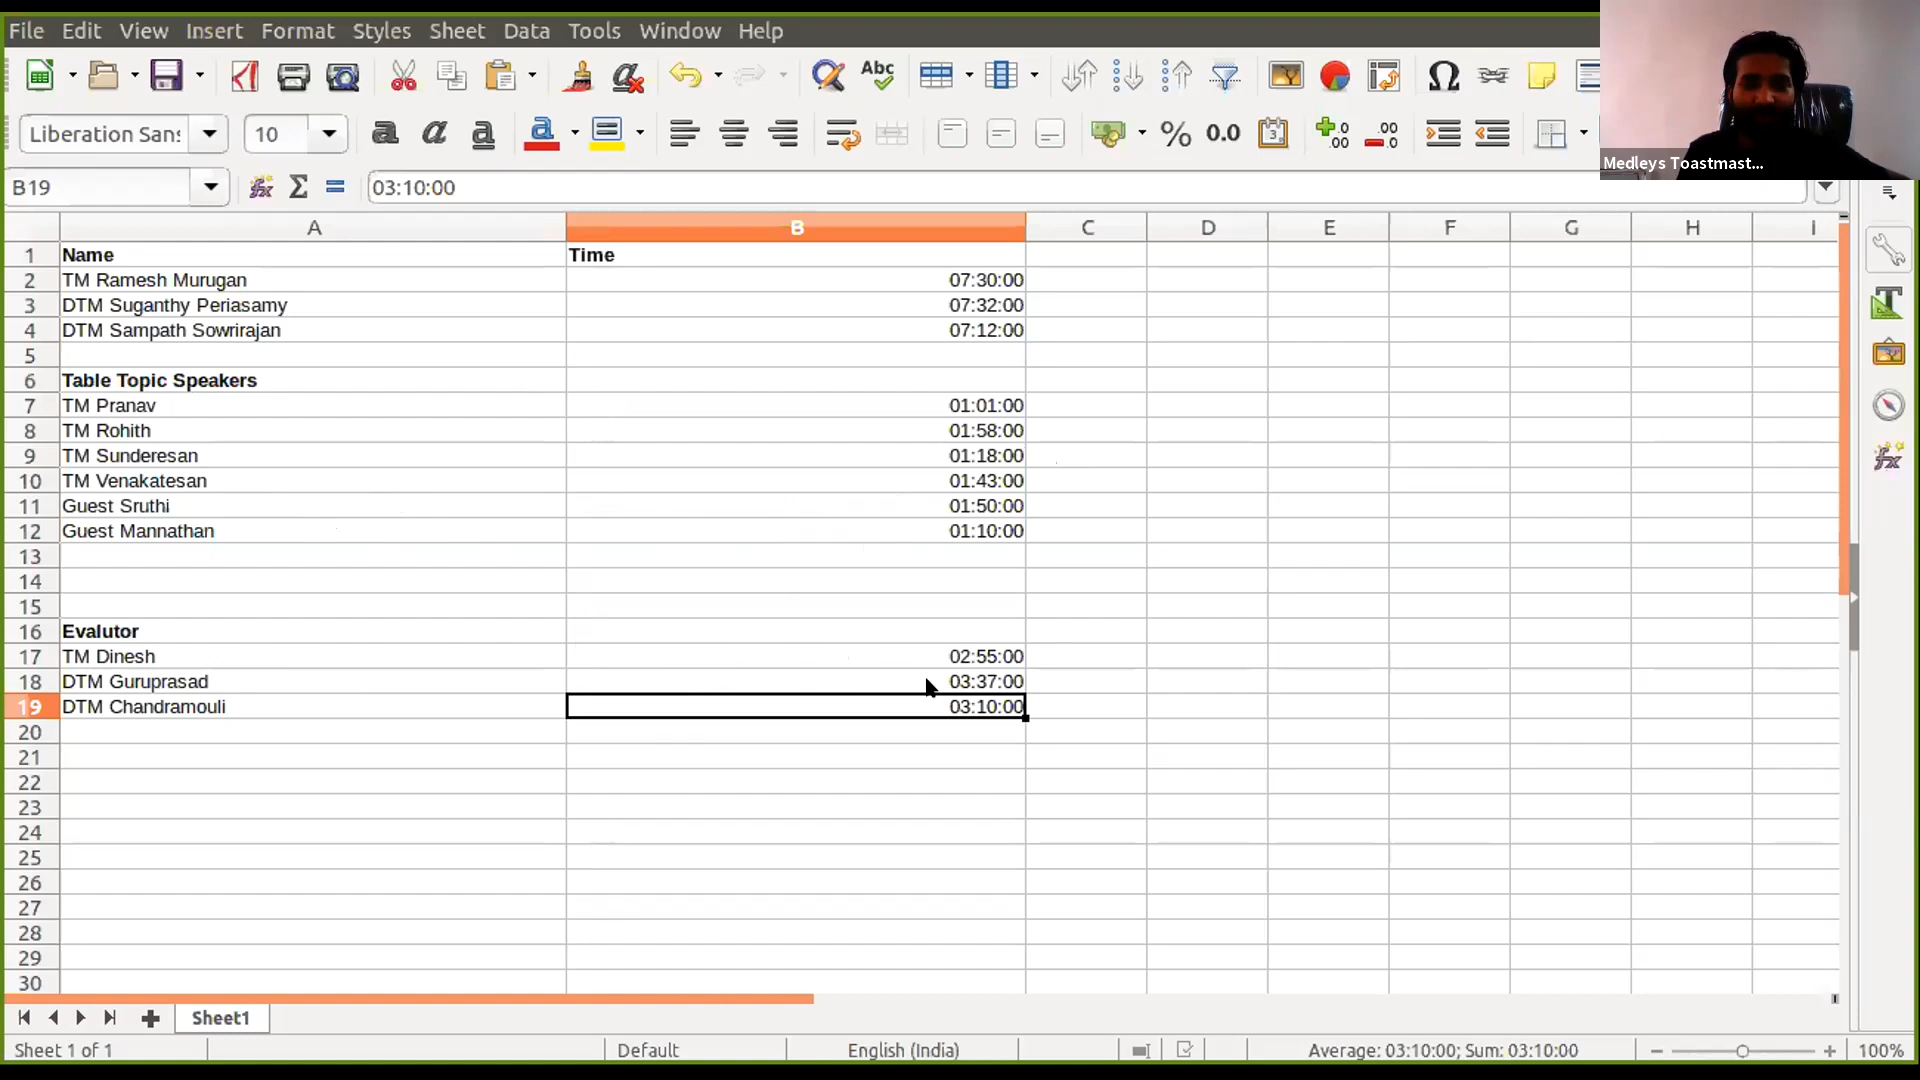 File Edit View Insert Format Styles Sheet Data Tools Window Help
Abc
Liberation Sans 10 a a a a % 0.0 3 .0 .00
.00
Medleys Toastmast...
B19 fx Σ = 03:10:00
A B C D E F G H I
1 Name Time
2 TM Ramesh Murugan 07:30:00
3 DTM Suganthy Periasamy 07:32:00
4 DTM Sampath Sowrirajan 07:12:00
5
6 Table Topic Speakers
7 TM Pranav 01:01:00
8 TM Rohith 01:58:00
9 TM Sunderesan 01:18:00
10 TM Venakatesan 01:43:00
11 Guest Sruthi 01:50:00
12 Guest Mannathan 01:10:00
13
14
15
16 Evalutor
17 TM Dinesh 02:55:00
18 DTM Guruprasad 03:37:00
19 DTM Chandramouli 03:10:00
20
21
22
23
24
25
26
27
28
29
30
Sheet1
Sheet 1 of 1 Default English (India) Average: 03:10:00; Sum: 03:10:00 100%